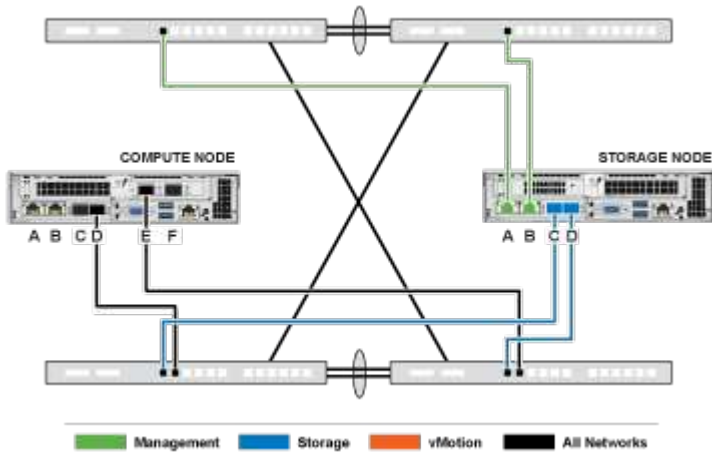 COMPUTE NODE
STORAGE NODE
A B C D E F
A B C D
Management Storage vMotion All Networks